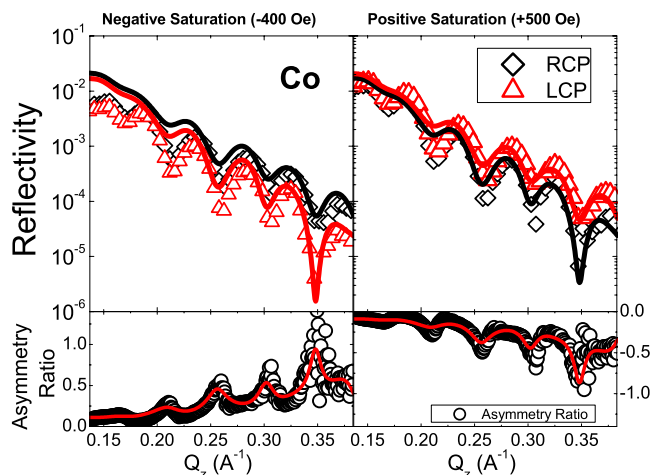 Negative Saturation (-400 Oe)
Positive Saturation (+500 Oe)
Reflectivity
10⁻¹
10⁻²
10⁻³
10⁻⁴
10⁻⁵
10⁻⁶
Co
RCP
LCP
Asymmetry
Ratio
1.0
0.5
0.0
0.0
-0.5
-1.0
Asymmetry Ratio
0.15 0.20 0.25 0.30 0.35
0.15 0.20 0.25 0.30 0.35
Q_z (A⁻¹)
Q_z (A⁻¹)